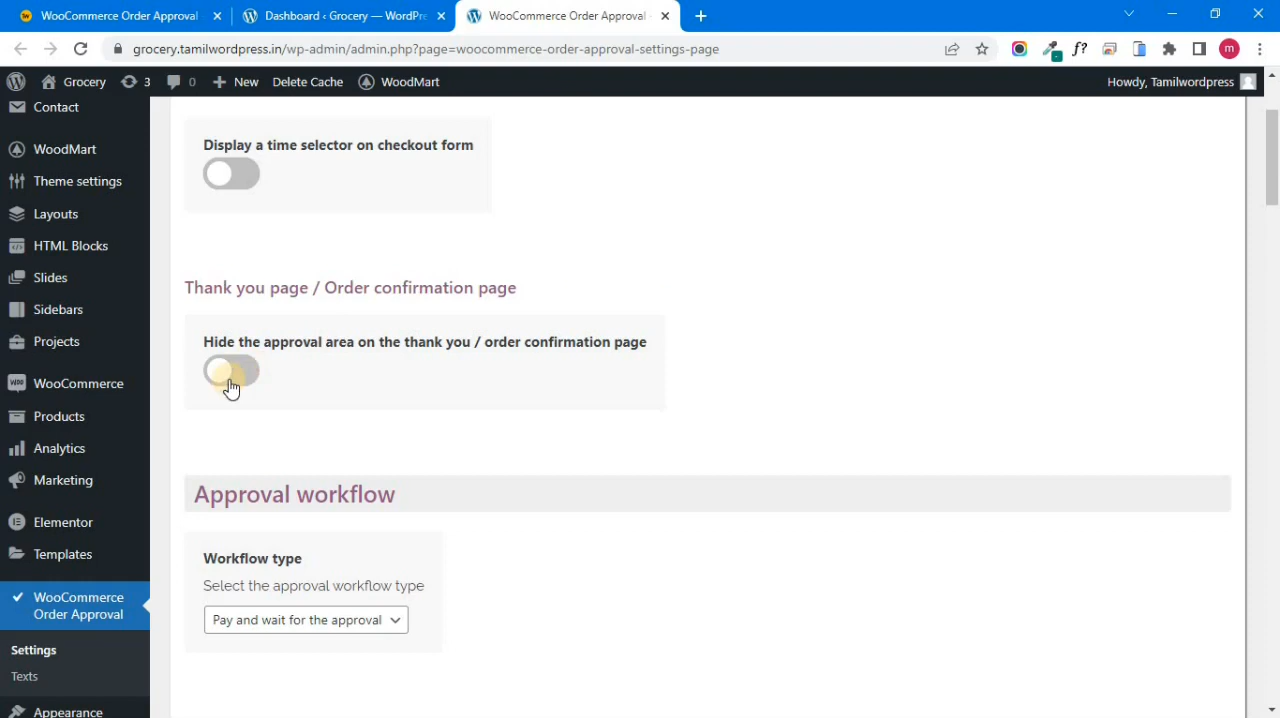 WooCommerce Order Approval
Dashboard ‹ Grocery — WordPre
WooCommerce Order Approval
grocery.tamilwordpress.in/wp-admin/admin.php?page=woocommerce-order-approval-settings-page
f?
m
Grocery
3
0
New
Delete Cache
WoodMart
Howdy, Tamilwordpress
Contact
WoodMart
Theme settings
Layouts
HTML Blocks
Slides
Sidebars
Projects
WooCommerce
Products
Analytics
Marketing
Elementor
Templates
WooCommerce
Order Approval
Settings
Texts
Appearance
Display a time selector on checkout form
Thank you page / Order confirmation page
Hide the approval area on the thank you / order confirmation page
Approval workflow
Workflow type
Select the approval workflow type
Pay and wait for the approval